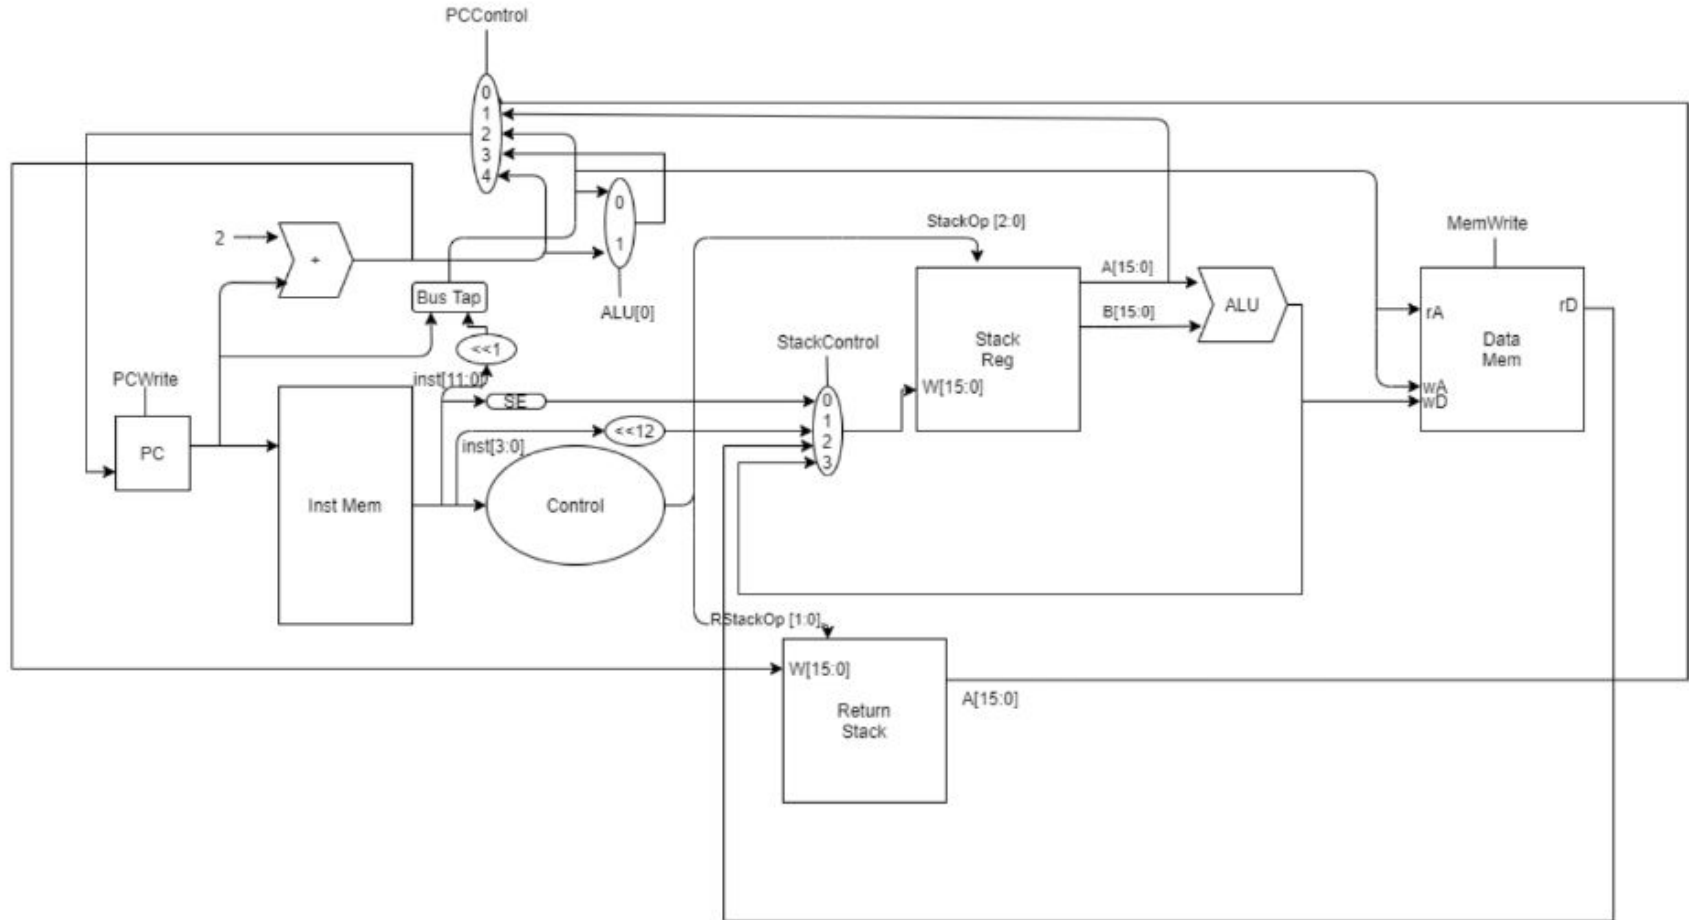 PCControl
0
1
2
3
4
2
+
0
1
ALU[0]
Bus Tap
<<1
inst[11:0]
SE
inst[3:0]
<<12
PCWrite
PC
Inst Mem
Control
StackControl
0
1
2
3
StackOp [2:0]
Stack
Reg
W[15:0]
A[15:0]
B[15:0]
ALU
MemWrite
rA
rD
Data
Mem
wA
wD
RStackOp [1:0]
W[15:0]
Return
Stack
A[15:0]